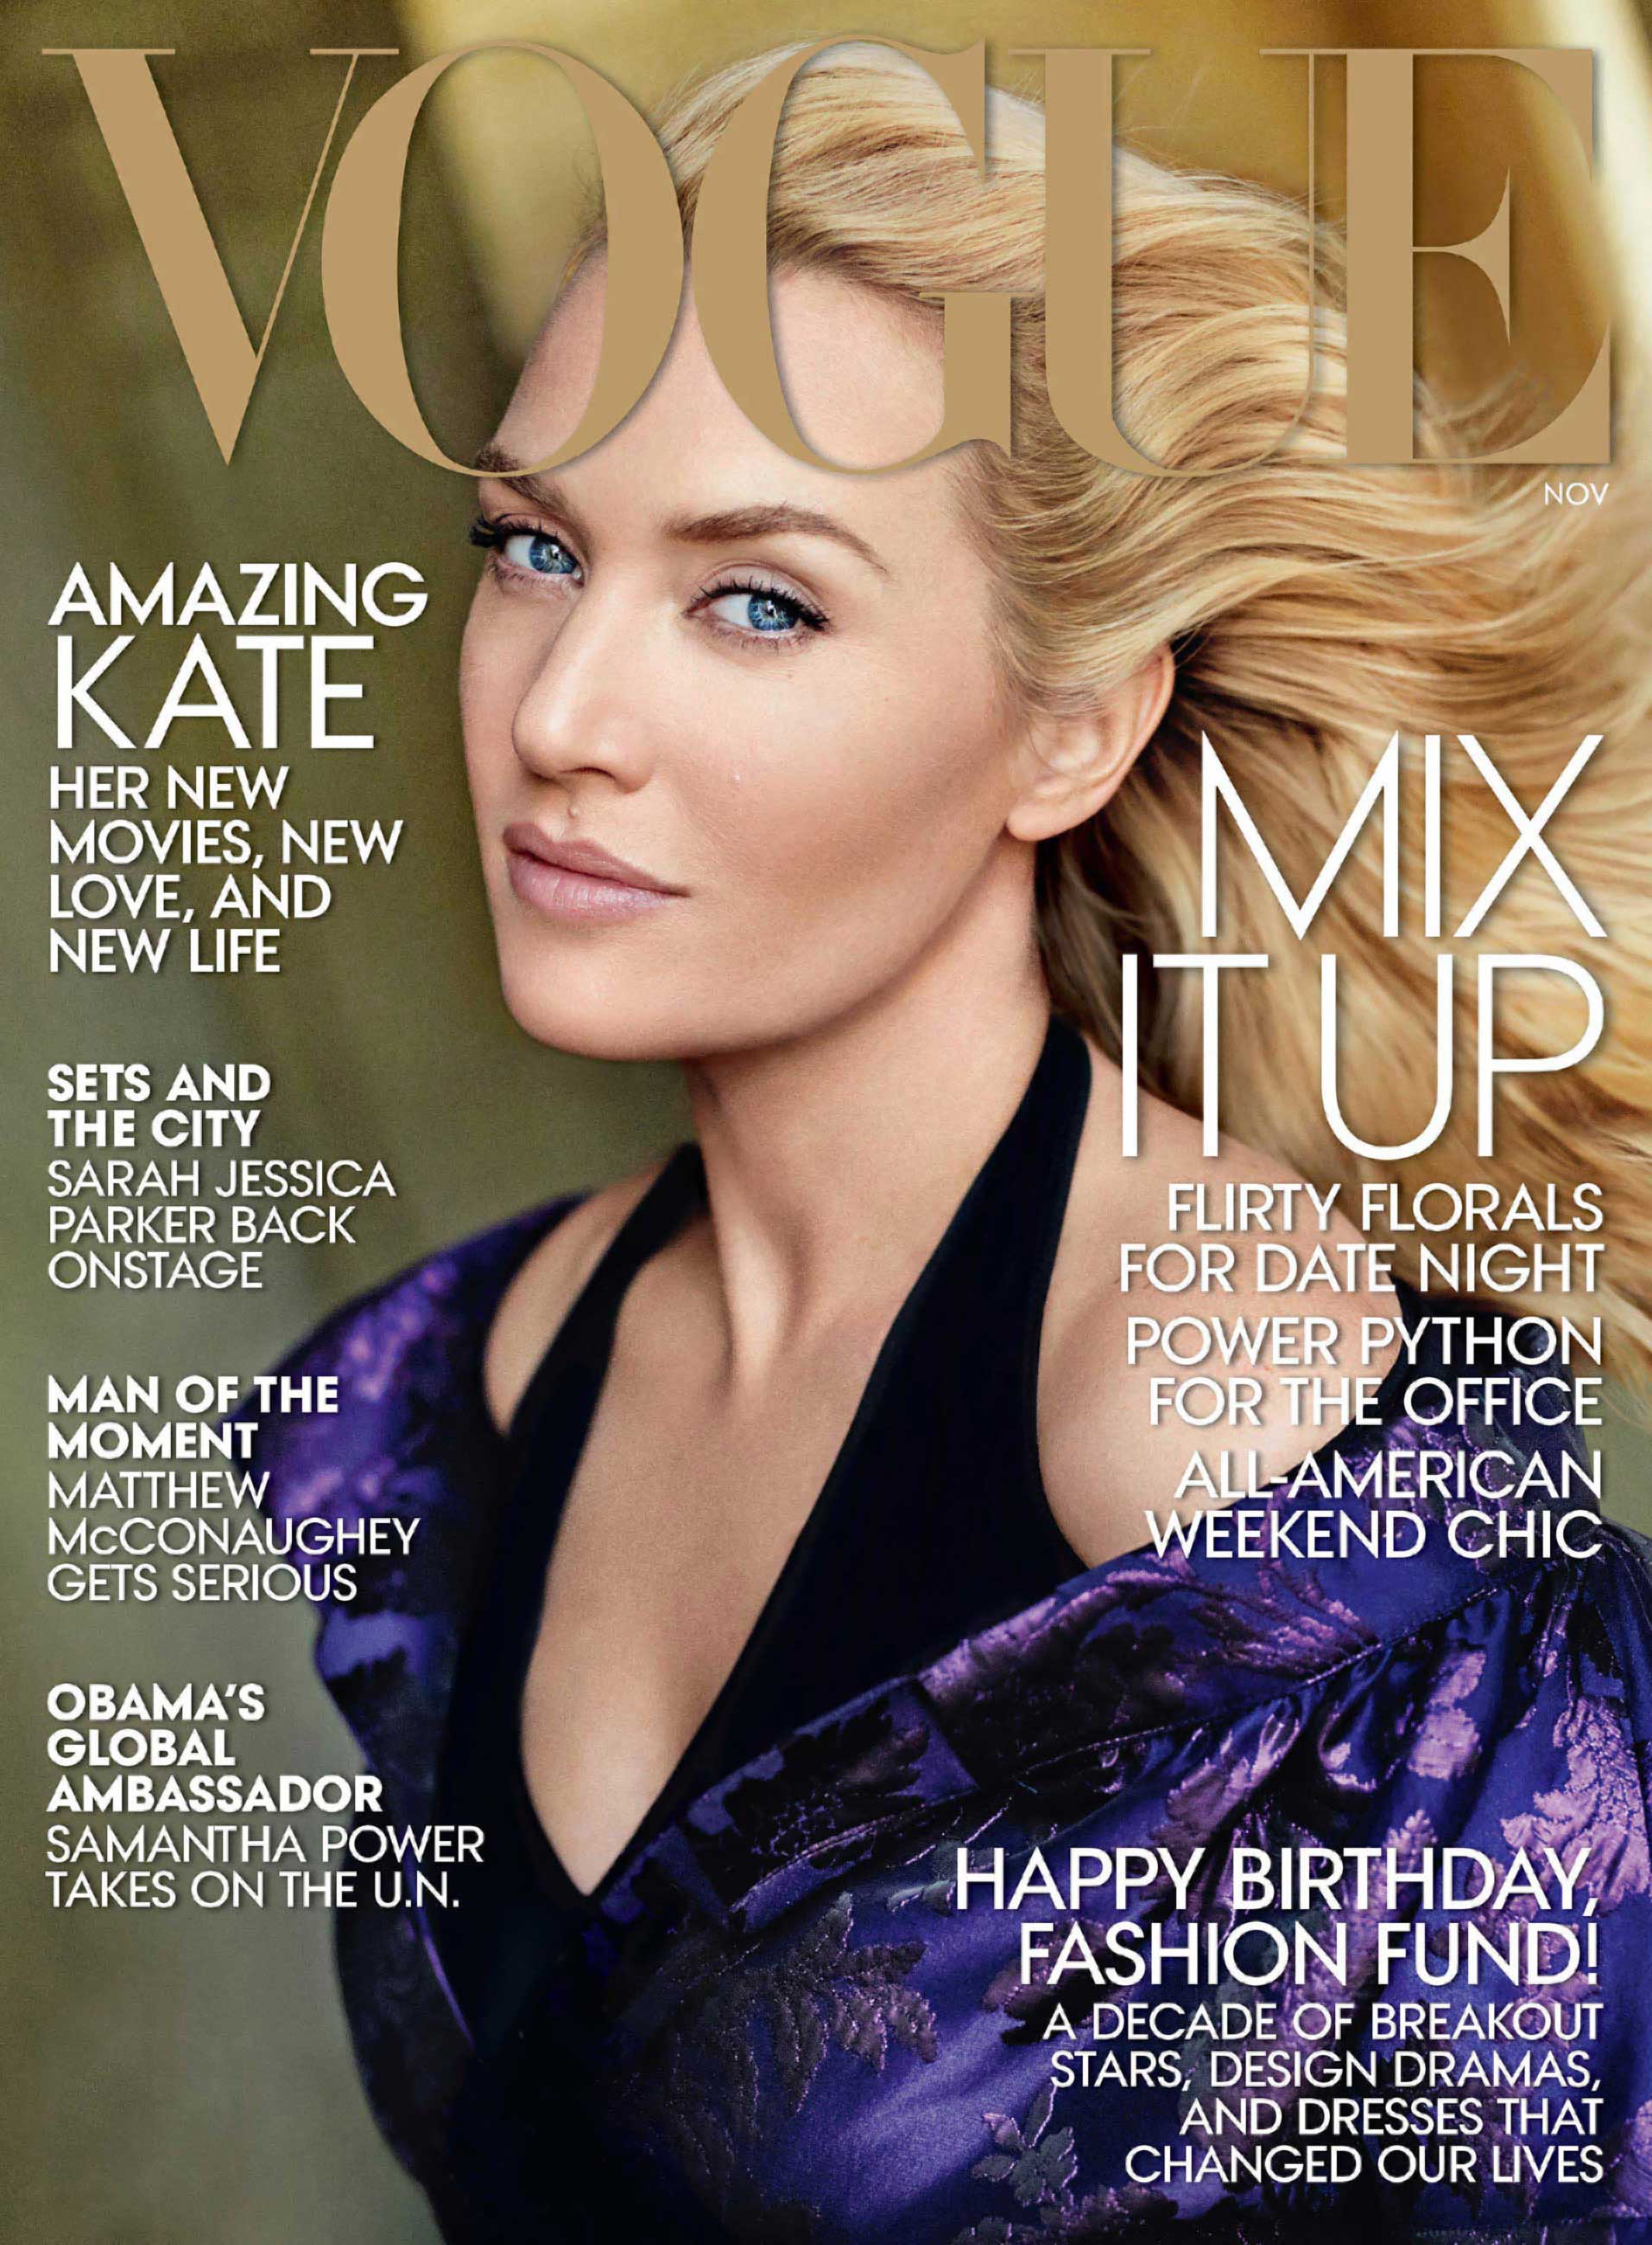 VOGUE
NOV
AMAZING
KATE
HER NEW
MOVIES, NEW
LOVE, AND
NEW LIFE
SETS AND
THE CITY
SARAH JESSICA
PARKER BACK
ONSTAGE
MAN OF THE
MOMENT
MATTHEW
McCONAUGHEY
GETS SERIOUS
OBAMA'S
GLOBAL
AMBASSADOR
SAMANTHA POWER
TAKES ON THE U.N.
MIX
IT UP
FLIRTY FLORALS
FOR DATE NIGHT
POWER PYTHON
FOR THE OFFICE
ALL-AMERICAN
WEEKEND CHIC
HAPPY BIRTHDAY,
FASHION FUND!
A DECADE OF BREAKOUT
STARS, DESIGN DRAMAS,
AND DRESSES THAT
CHANGED OUR LIVES